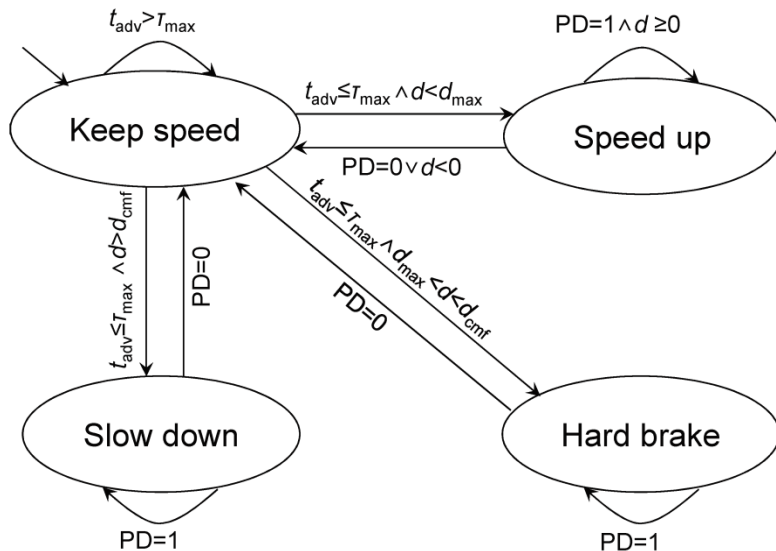 t_adv>τ_max
PD=1∧d ≥0
Keep speed
t_adv≤τ_max ∧ d<d_max
Speed up
PD=0∨d<0
t_adv≤τ_max ∧d>d_cmf
PD=0
t_adv≤τ_max ∧ d_max <d<d_cmf
PD=0
Slow down
Hard brake
PD=1
PD=1